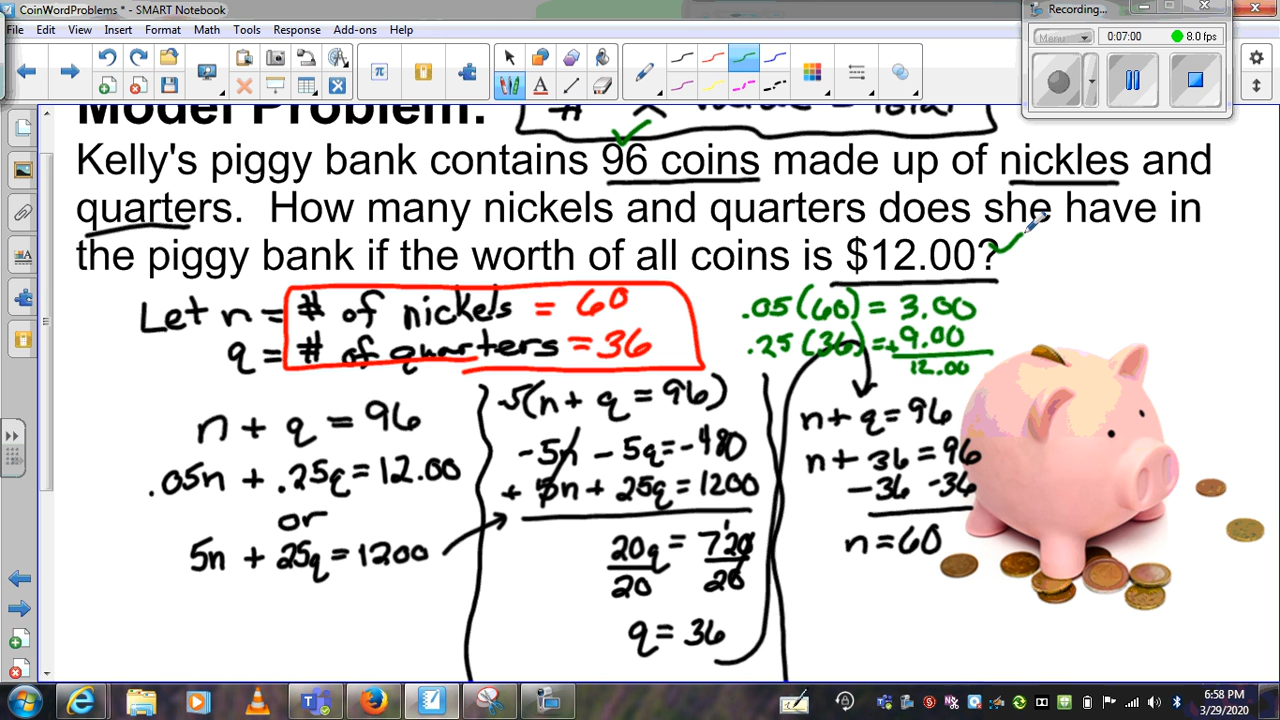 CoinWordProblems * - SMART Notebook
Recording...
File Edit View Insert Format Math Tools Response Add-ons Help
Menu 0:07:00 8.0 fps
Model Problem:
# × = Total
Kelly's piggy bank contains 96 coins made up of nickles and
quarters. How many nickels and quarters does she have in
the piggy bank if the worth of all coins is $12.00?
Let n = # of nickels = 60
q = # of quarters = 36
.05(60) = 3.00
.25(36) = +9.00
12.00
n + q = 96
.05n + .25q = 12.00
or
5n + 25q = 1200
5(n + q = 96)
-5n - 5q = -480
+ 5n + 25q = 1200
20q = 720
20 20
q = 36
n + q = 96
n + 36 = 96
-36 -36
n = 60
6:58 PM
3/29/2020